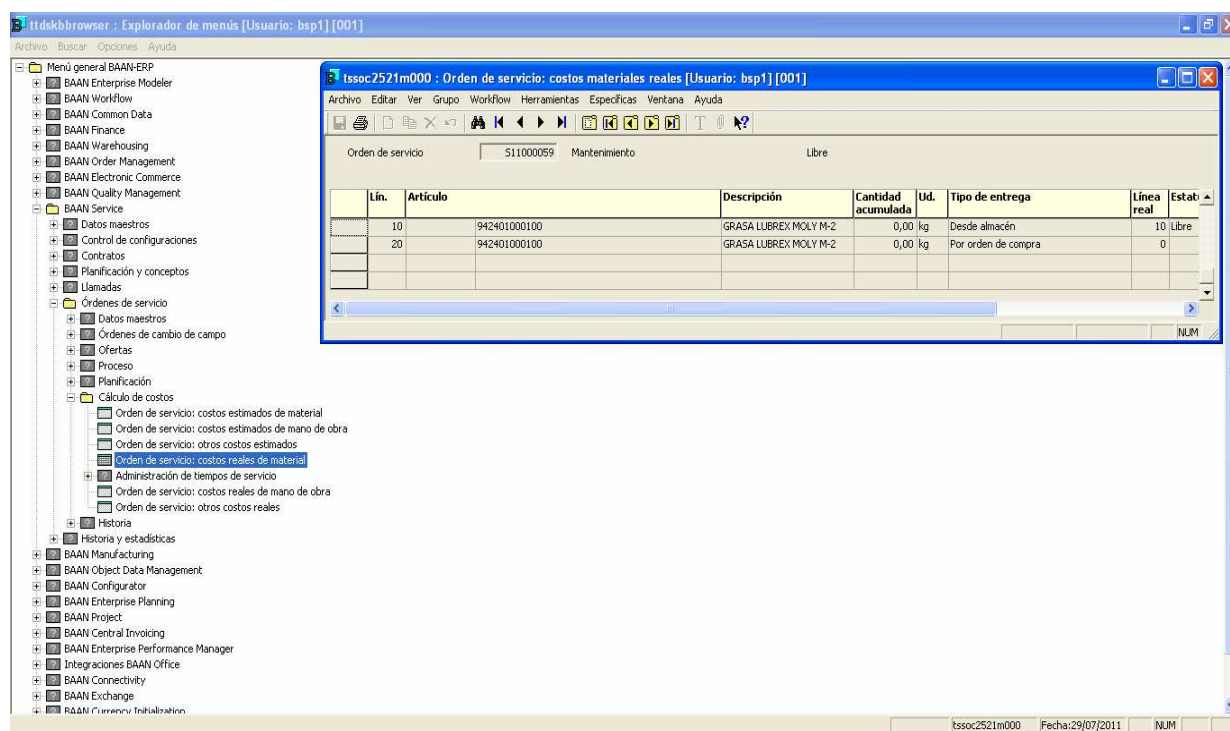 ttdskbbrowser : Explorador de menús [Usuario: bsp1] [001]
Archivo Buscar Opciones Ayuda
Menú general BAAN-ERP
BAAN Enterprise Modeler
BAAN Workflow
BAAN Common Data
BAAN Finance
BAAN Warehousing
BAAN Order Management
BAAN Electronic Commerce
BAAN Quality Management
BAAN Service
Datos maestros
Control de configuraciones
Contratos
Planificación y conceptos
Llamadas
Órdenes de servicio
Datos maestros
Órdenes de cambio de campo
Ofertas
Proceso
Planificación
Cálculo de costos
Orden de servicio: costos estimados de material
Orden de servicio: costos estimados de mano de obra
Orden de servicio: otros costos estimados
Orden de servicio: costos reales de material
Administración de tiempos de servicio
Orden de servicio: costos reales de mano de obra
Orden de servicio: otros costos reales
Historia
Historia y estadísticas
BAAN Manufacturing
BAAN Object Data Management
BAAN Configurator
BAAN Enterprise Planning
BAAN Project
BAAN Central Invoicing
BAAN Enterprise Performance Manager
Integraciones BAAN Office
BAAN Connectivity
BAAN Exchange
BAAN Currency Initialization
tssoc2521m000 : Orden de servicio: costos materiales reales [Usuario: bsp1] [001]
Archivo Editar Ver Grupo Workflow Herramientas Específicas Ventana Ayuda
Orden de servicio 511000059 Mantenimiento Libre
Lín. Artículo Descripción Cantidad acumulada Ud. Tipo de entrega Línea real
10 942401000100 GRASA LUBREX MOLY M-2 0,00 kg Desde almacén 10 Libre
20 942401000100 GRASA LUBREX MOLY M-2 0,00 kg Por orden de compra 0
NUM
tssoc2521m000 Fecha:29/07/2011 NUM